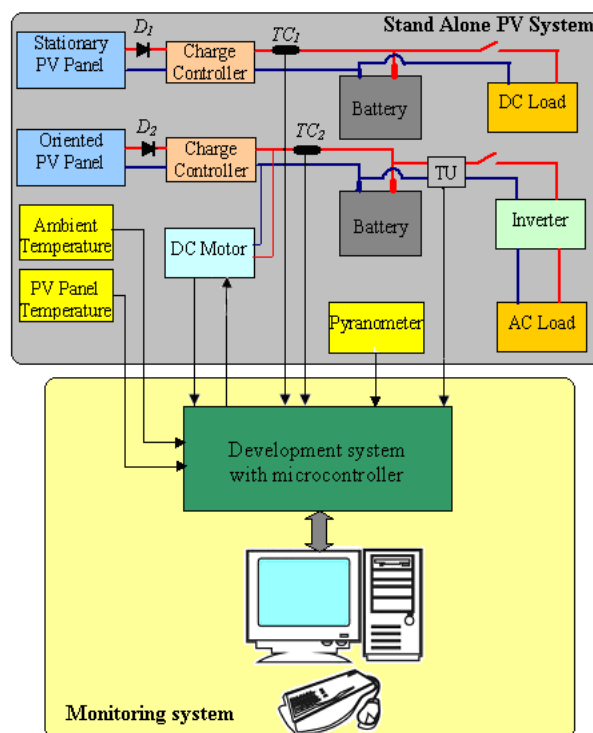 Stand Alone PV System
D1
TC1
Stationary
PV Panel
Charge
Controller
Battery
DC Load
Oriented
PV Panel
D2
Charge
Controller
TC2
TU
Battery
Inverter
Ambient
Temperature
DC Motor
PV Panel
Temperature
Pyranometer
AC Load
Development system
with microcontroller
Monitoring system